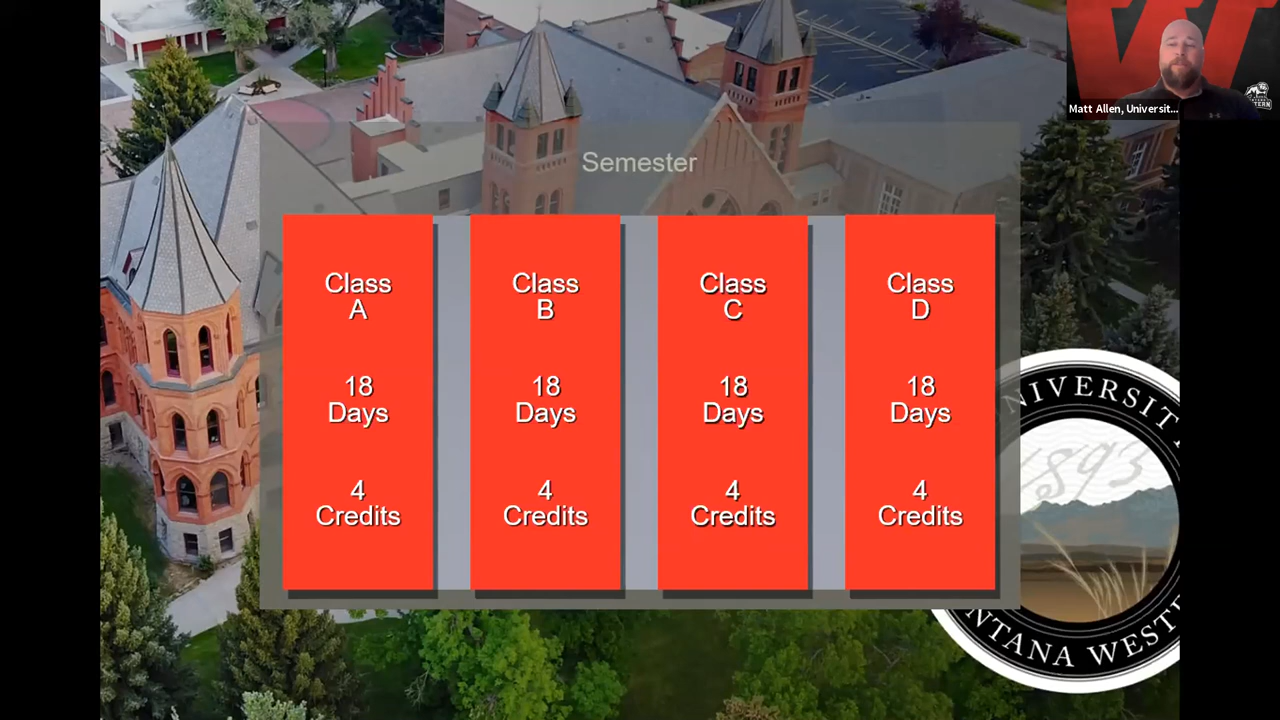 Matt Allen, Universit...
Semester
Class
A
18
Days
4
Credits
Class
B
18
Days
4
Credits
Class
C
18
Days
4
Credits
Class
D
18
Days
4
Credits
NIVERSIT
1893
NTANA WEST
W